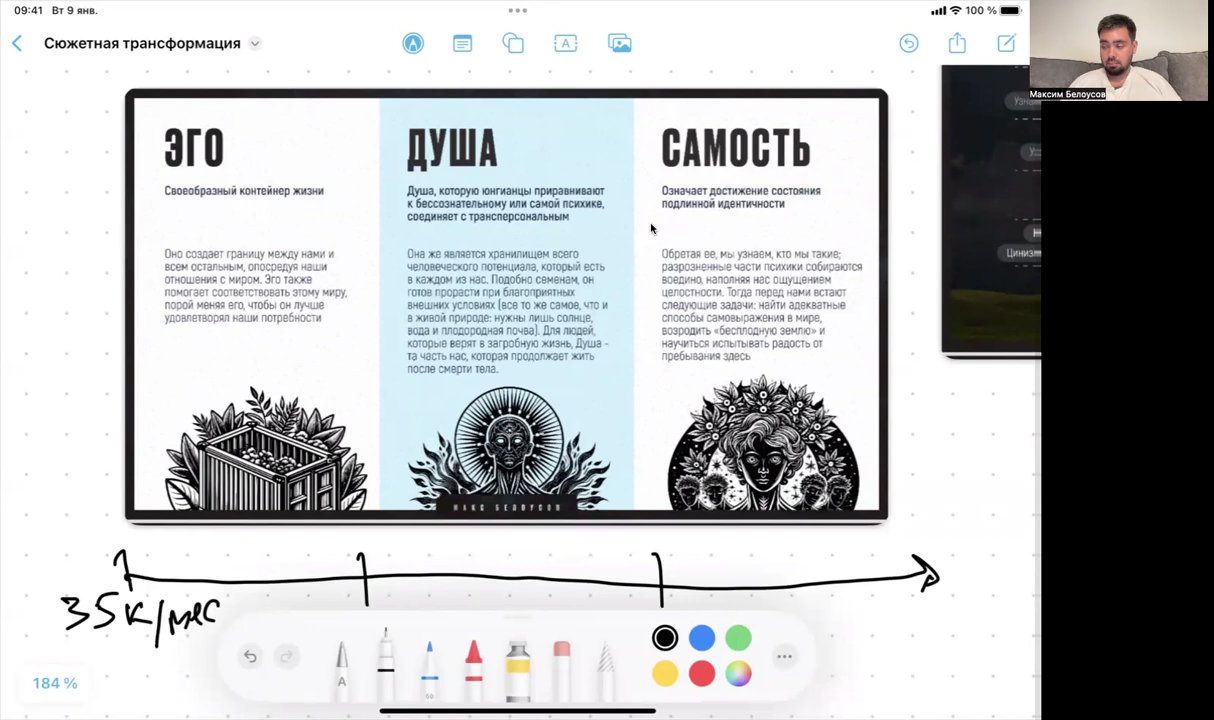 09:41 Вт 9 янв.
100 %
Сюжетная трансформация
A
Максим Белоусов
ЭГО
Своеобразный контейнер жизни
Оно создает границу между нами и
всем остальным, опосредуя наши
отношения с миром. Эго также
помогает соответствовать этому миру,
порой меняя его, чтобы он лучше
удовлетворял наши потребности
ДУША
Душа, которую юнгианцы приравнивают
к бессознательному или самой психике,
соединяет с трансперсональным
Она же является хранилищем всего
человеческого потенциала, который есть
в каждом из нас. Подобно семенам, он
готов прорасти при благоприятных
внешних условиях (все то же самое, что и
в живой природе: нужны лишь солнце,
вода и плодородная почва). Для людей,
которые верят в загробную жизнь, Душа -
та часть нас, которая продолжает жить
после смерти тела.
МАКС БЕЛОУСОВ
САМОСТЬ
Означает достижение состояния
подлинной идентичности
Обретая ее, мы узнаем, кто мы такие;
разрозненные части психики собираются
воедино, наполняя нас ощущением
целостности. Тогда перед нами встают
следующие задачи: найти адекватные
способы самовыражения в мире,
возродить «бесплодную землю» и
научиться испытывать радость от
пребывания здесь
35к/мес
A
50
184 %